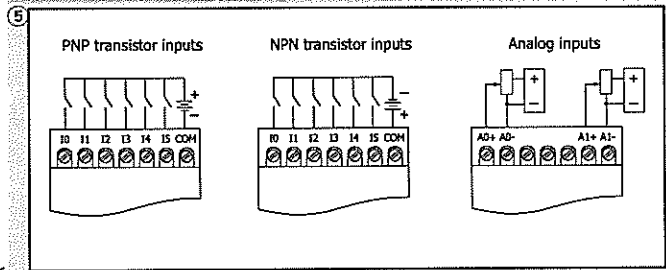 5
PNP transistor inputs NPN transistor inputs Analog inputs
+ − − + + − + −
I0 I1 I2 I3 I4 I5 COM I0 I1 I2 I3 I4 I5 COM A0+ A0- A1+ A1-